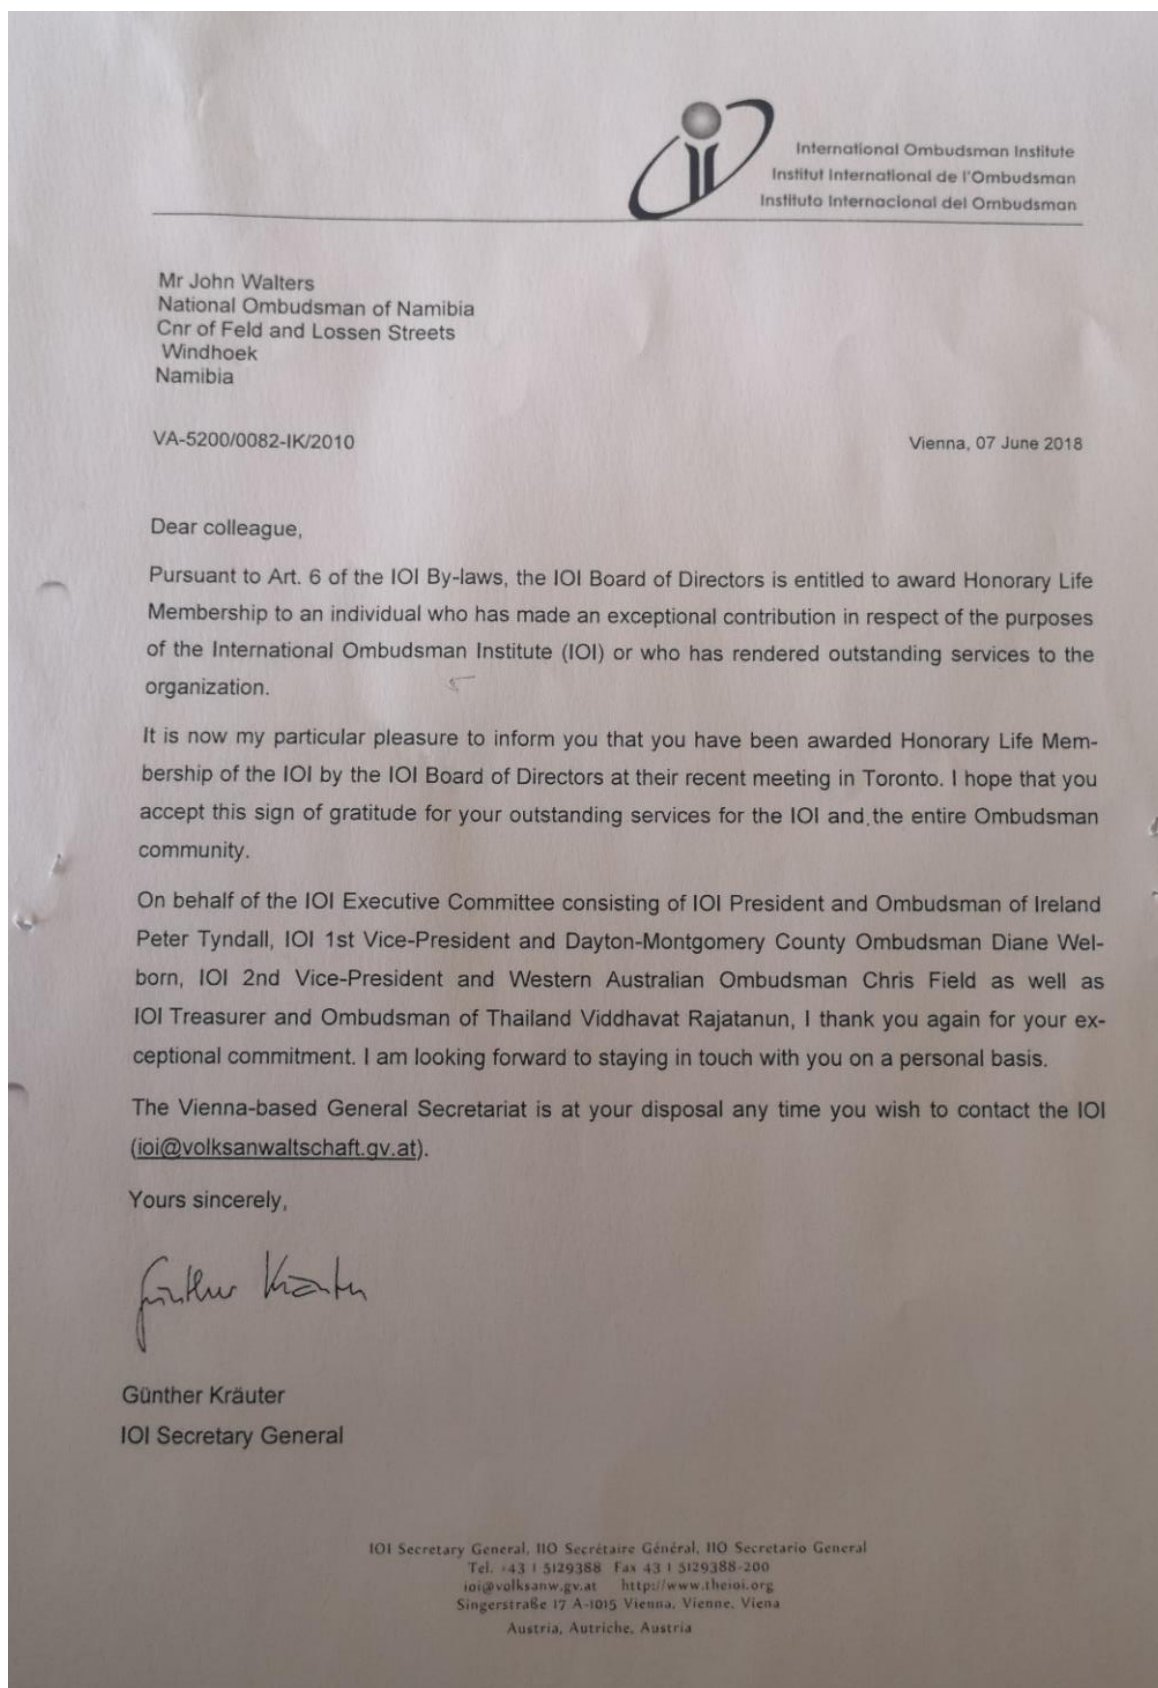 International Ombudsman Institute
Institut International de l'Ombudsman
Instituto Internacional del Ombudsman
Mr John Walters
National Ombudsman of Namibia
Cnr of Feld and Lossen Streets
Windhoek
Namibia
VA-5200/0082-IK/2010
Vienna, 07 June 2018
Dear colleague,
Pursuant to Art. 6 of the IOI By-laws, the IOI Board of Directors is entitled to award Honorary Life
Membership to an individual who has made an exceptional contribution in respect of the purposes
of the International Ombudsman Institute (IOI) or who has rendered outstanding services to the
organization.
It is now my particular pleasure to inform you that you have been awarded Honorary Life Mem-
bership of the IOI by the IOI Board of Directors at their recent meeting in Toronto. I hope that you
accept this sign of gratitude for your outstanding services for the IOI and the entire Ombudsman
community.
On behalf of the IOI Executive Committee consisting of IOI President and Ombudsman of Ireland
Peter Tyndall, IOI 1st Vice-President and Dayton-Montgomery County Ombudsman Diane Wel-
born, IOI 2nd Vice-President and Western Australian Ombudsman Chris Field as well as
IOI Treasurer and Ombudsman of Thailand Viddhavat Rajatanun, I thank you again for your ex-
ceptional commitment. I am looking forward to staying in touch with you on a personal basis.
The Vienna-based General Secretariat is at your disposal any time you wish to contact the IOI
(ioi@volksanwaltschaft.gv.at).
Yours sincerely,
Günther Kräuter
Günther Kräuter
IOI Secretary General
IOI Secretary General, IIO Secrétaire Général, IIO Secretario General
Tel. +43 1 5129388 Fax 43 1 5129388-200
ioi@volksanw.gv.at http://www.theioi.org
Singerstraße 17 A-1015 Vienna, Vienne, Viena
Austria, Autriche, Austria